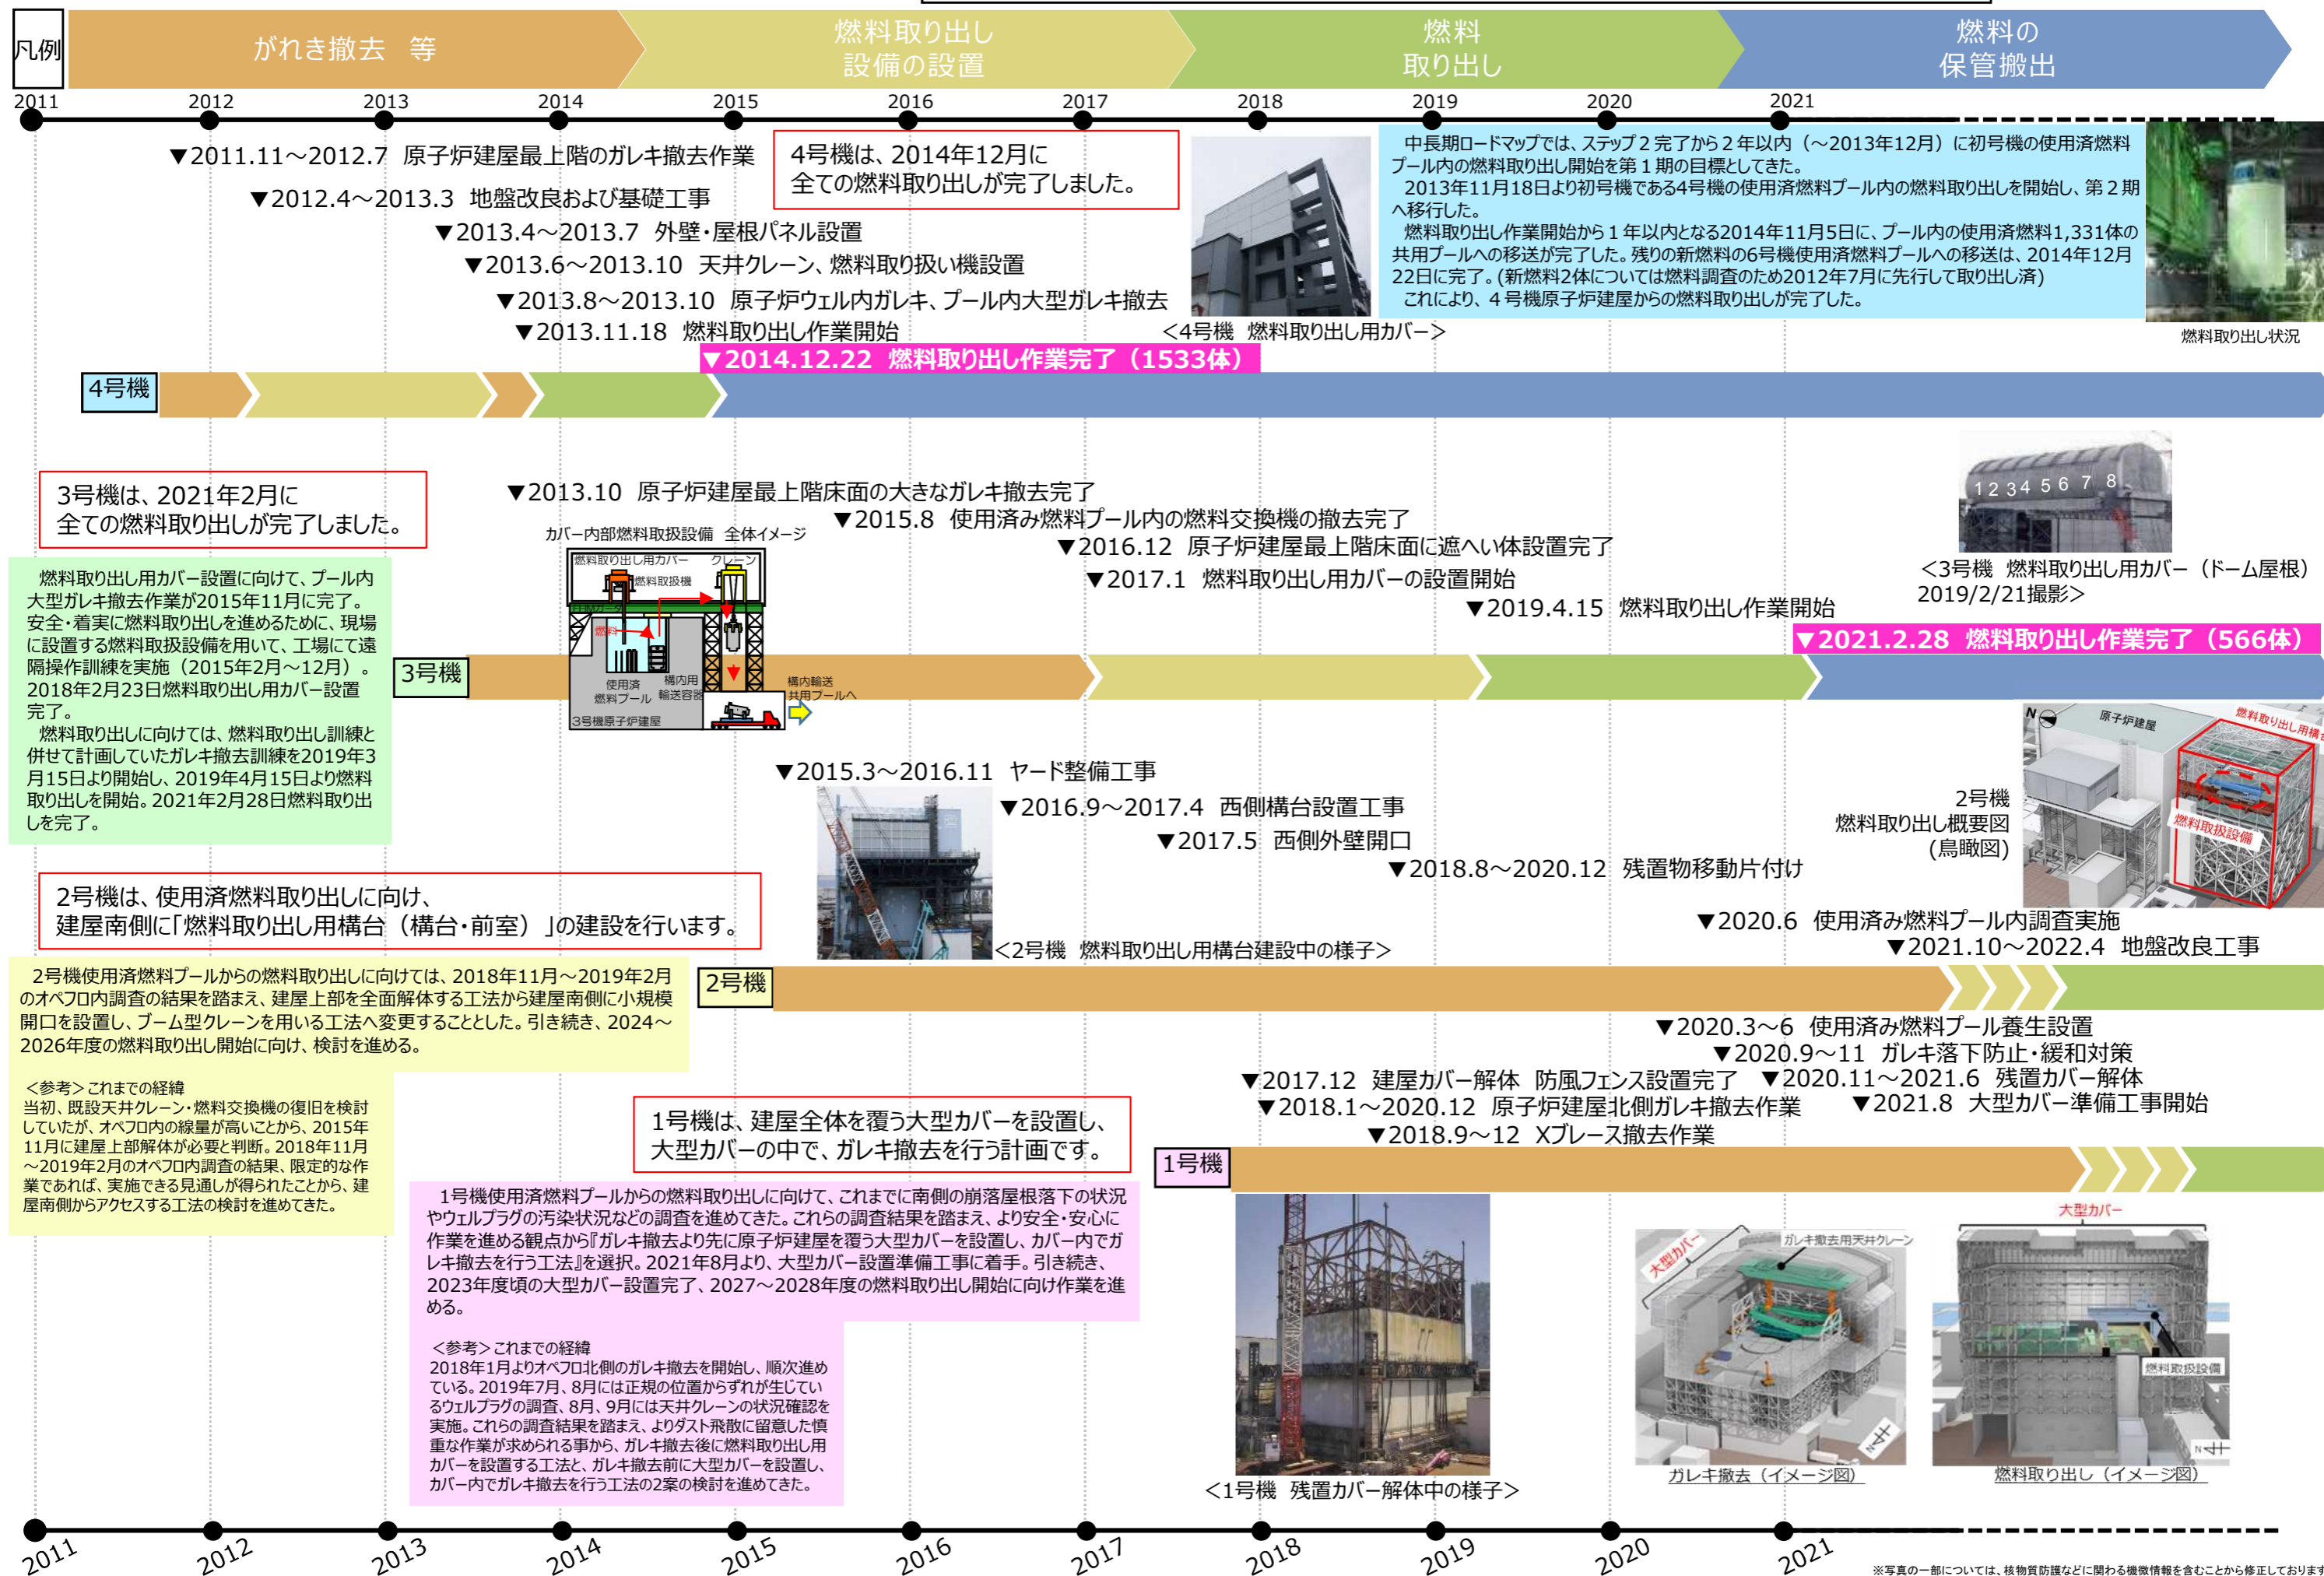 凡例
がれき撤去 等
燃料取り出し
設備の設置
燃料
取り出し
燃料の
保管搬出
2011
2012
2013
2014
2015
2016
2017
2018
2019
2020
2021
▼2011.11～2012.7 原子炉建屋最上階のガレキ撤去作業
▼2012.4～2013.3 地盤改良および基礎工事
▼2013.4～2013.7 外壁・屋根パネル設置
▼2013.6～2013.10 天井クレーン、燃料取り扱い機設置
▼2013.8～2013.10 原子炉ウェル内ガレキ、プール内大型ガレキ撤去
▼2013.11.18 燃料取り出し作業開始
▼2014.12.22 燃料取り出し作業完了（1533体）
4号機は、2014年12月に
全ての燃料取り出しが完了しました。
＜4号機 燃料取り出し用カバー＞
中長期ロードマップでは、ステップ２完了から２年以内（～2013年12月）に初号機の使用済燃料
プール内の燃料取り出し開始を第１期の目標としてきた。
2013年11月18日より初号機である4号機の使用済燃料プール内の燃料取り出しを開始し、第２期
へ移行した。
燃料取り出し作業開始から１年以内となる2014年11月5日に、プール内の使用済燃料1,331体の
共用プールへの移送が完了した。残りの新燃料の6号機使用済燃料プールへの移送は、2014年12月
22日に完了。(新燃料2体については燃料調査のため2012年7月に先行して取り出し済)
これにより、４号機原子炉建屋からの燃料取り出しが完了した。
燃料取り出し状況
4号機
3号機は、2021年2月に
全ての燃料取り出しが完了しました。
▼2013.10 原子炉建屋最上階床面の大きなガレキ撤去完了
▼2015.8 使用済み燃料プール内の燃料交換機の撤去完了
▼2016.12 原子炉建屋最上階床面に遮へい体設置完了
▼2017.1 燃料取り出し用カバーの設置開始
▼2019.4.15 燃料取り出し作業開始
▼2021.2.28 燃料取り出し作業完了（566体）
1 2 3 4 5 6 7 8
＜3号機 燃料取り出し用カバー（ドーム屋根）
2019/2/21撮影＞
カバー内部燃料取扱設備 全体イメージ
燃料取り出し用カバー
クレーン
燃料取扱機
FHMガーダ
燃料
使用済
燃料プール
構内用
輸送容器
3号機原子炉建屋
構内輸送
共用プールへ
燃料取り出し用カバー設置に向けて、プール内
大型ガレキ撤去作業が2015年11月に完了。
安全・着実に燃料取り出しを進めるために、現場
に設置する燃料取扱設備を用いて、工場にて遠
隔操作訓練を実施（2015年2月～12月）。
2018年2月23日燃料取り出し用カバー設置
完了。
燃料取り出しに向けては、燃料取り出し訓練と
併せて計画していたガレキ撤去訓練を2019年3
月15日より開始し、2019年4月15日より燃料
取り出しを開始。2021年2月28日燃料取り出
しを完了。
3号機
▼2015.3～2016.11 ヤード整備工事
▼2016.9～2017.4 西側構台設置工事
▼2017.5 西側外壁開口
▼2018.8～2020.12 残置物移動片付け
▼2020.6 使用済み燃料プール内調査実施
▼2021.10～2022.4 地盤改良工事
2号機
燃料取り出し概要図
(鳥瞰図)
N
原子炉建屋
燃料取り出し用構台
燃料取扱設備
2号機は、使用済燃料取り出しに向け、
建屋南側に「燃料取り出し用構台（構台・前室）」の建設を行います。
＜2号機 燃料取り出し用構台建設中の様子＞
2号機使用済燃料プールからの燃料取り出しに向けては、2018年11月～2019年2月
のオペフロ内調査の結果を踏まえ、建屋上部を全面解体する工法から建屋南側に小規模
開口を設置し、ブーム型クレーンを用いる工法へ変更することとした。引き続き、2024～
2026年度の燃料取り出し開始に向け、検討を進める。
＜参考＞これまでの経緯
当初、既設天井クレーン・燃料交換機の復旧を検討
していたが、オペフロ内の線量が高いことから、2015年
11月に建屋上部解体が必要と判断。2018年11月
～2019年2月のオペフロ内調査の結果、限定的な作
業であれば、実施できる見通しが得られたことから、建
屋南側からアクセスする工法の検討を進めてきた。
2号機
▼2020.3～6 使用済み燃料プール養生設置
▼2020.9～11 ガレキ落下防止・緩和対策
▼2017.12 建屋カバー解体 防風フェンス設置完了
▼2020.11～2021.6 残置カバー解体
▼2018.1～2020.12 原子炉建屋北側ガレキ撤去作業
▼2021.8 大型カバー準備工事開始
▼2018.9～12 Xブレース撤去作業
1号機は、建屋全体を覆う大型カバーを設置し、
大型カバーの中で、ガレキ撤去を行う計画です。
1号機
1号機使用済燃料プールからの燃料取り出しに向けて、これまでに南側の崩落屋根落下の状況
やウェルプラグの汚染状況などの調査を進めてきた。これらの調査結果を踏まえ、より安全・安心に
作業を進める観点から『ガレキ撤去より先に原子炉建屋を覆う大型カバーを設置し、カバー内でガ
レキ撤去を行う工法』を選択。2021年8月より、大型カバー設置準備工事に着手。引き続き、
2023年度頃の大型カバー設置完了、2027～2028年度の燃料取り出し開始に向け作業を進
める。
＜参考＞これまでの経緯
2018年1月よりオペフロ北側のガレキ撤去を開始し、順次進め
ている。2019年7月、8月には正規の位置からずれが生じてい
るウェルプラグの調査、8月、9月には天井クレーンの状況確認を
実施。これらの調査結果を踏まえ、よりダスト飛散に留意した慎
重な作業が求められる事から、ガレキ撤去後に燃料取り出し用
カバーを設置する工法と、ガレキ撤去前に大型カバーを設置し、
カバー内でガレキ撤去を行う工法の2案の検討を進めてきた。
＜1号機 残置カバー解体中の様子＞
大型カバー
ガレキ撤去用天井クレーン
N
ガレキ撤去（イメージ図）
大型カバー
燃料取扱設備
N
燃料取り出し（イメージ図）
2011
2012
2013
2014
2015
2016
2017
2018
2019
2020
2021
※写真の一部については、核物質防護などに関わる機微情報を含むことから修正しております